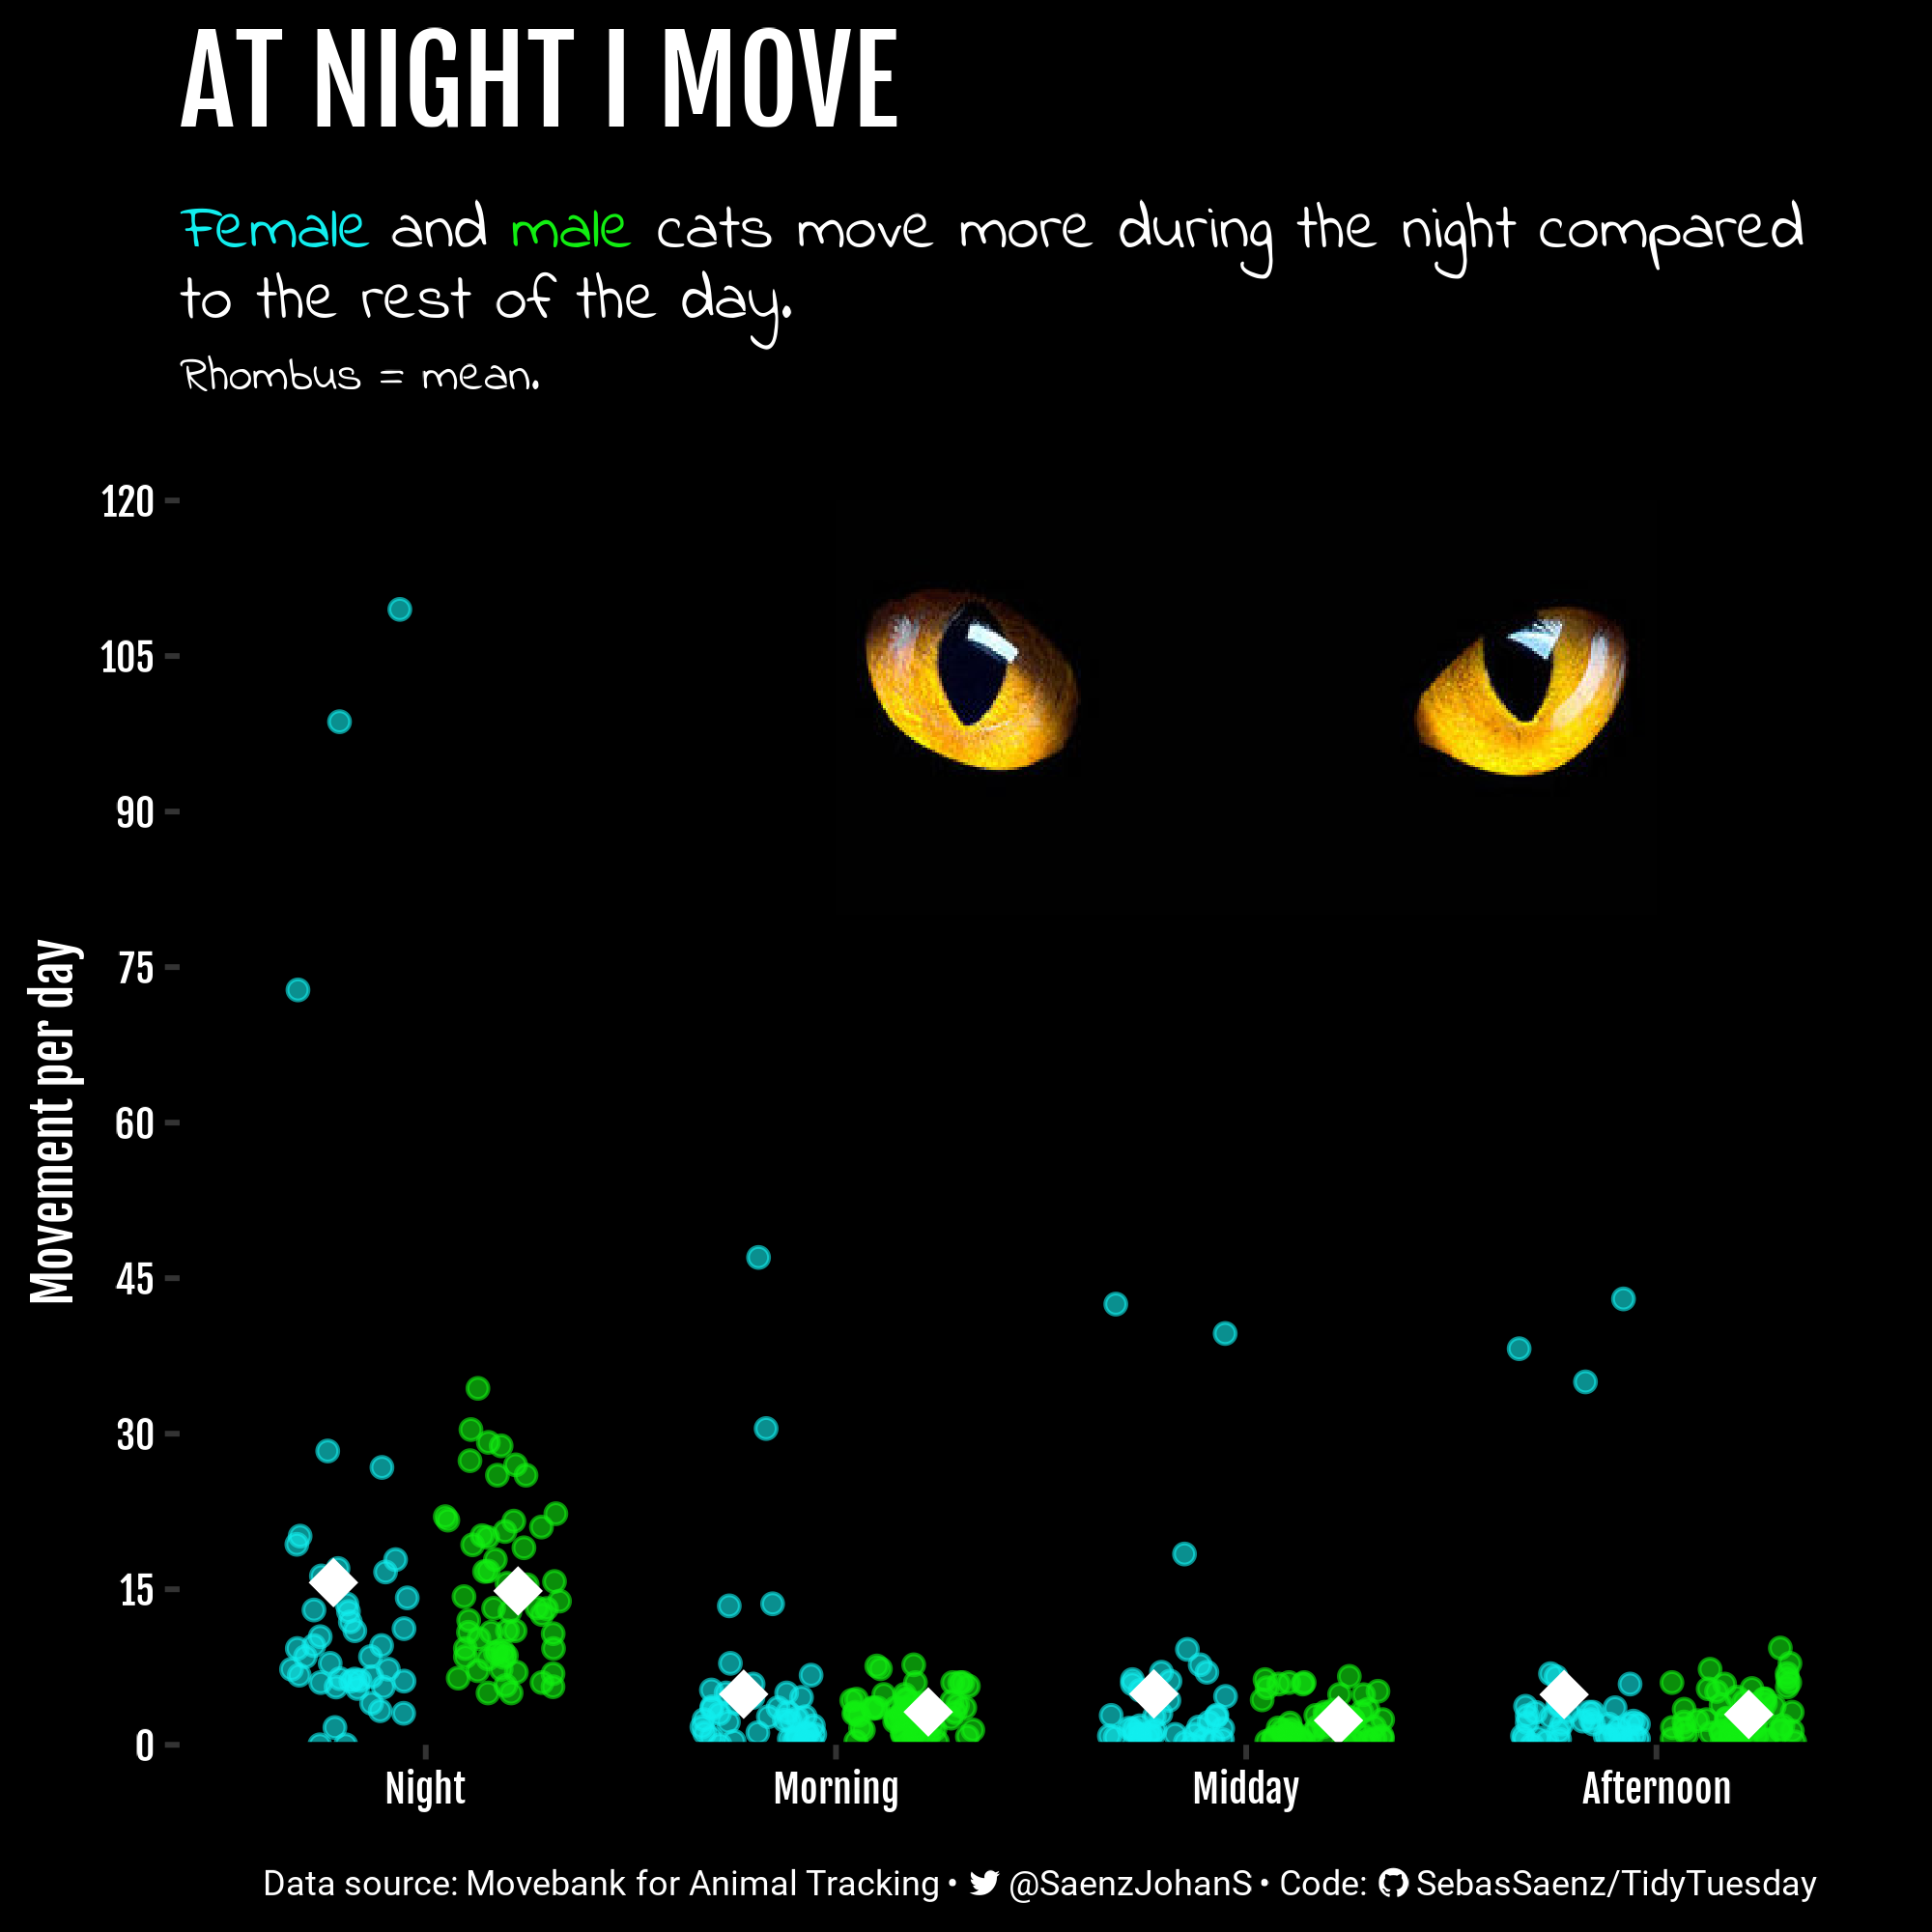 AT NIGHT I MOVE
Female and male cats move more during the night compared
to the rest of the day.
Rhombus = mean.
120
105
90
75
60
45
30
15
0
Movement per day
Night
Morning
Midday
Afternoon
Data source: Movebank for Animal Tracking • @SaenzJohanS • Code: SebasSaenz/TidyTuesday